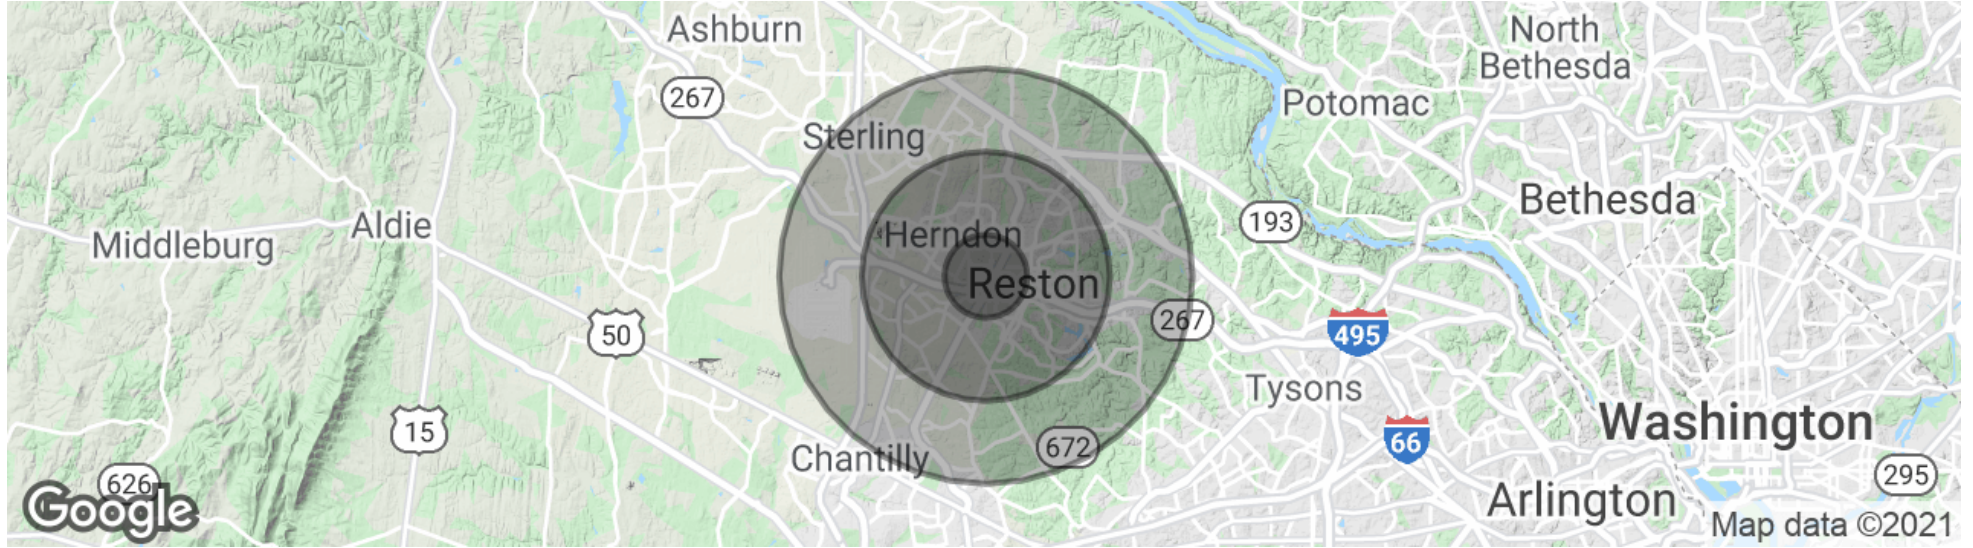 Ashburn
North
Bethesda
267
Potomac
Sterling
Bethesda
193
Aldie
Herndon
Middleburg
Reston
267
50
495
Tysons
15
Washington
66
672
Chantilly
295
626
Arlington
Google
Map data ©2021